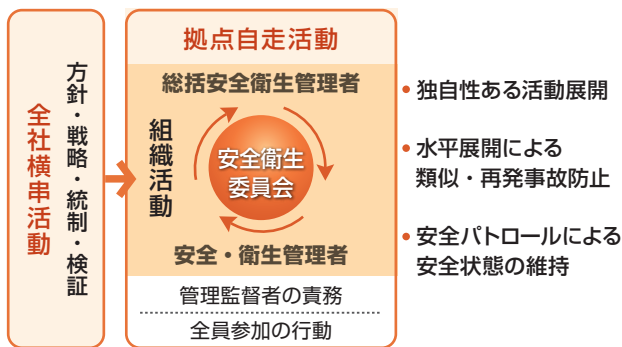 全社横串活動
方針・戦略・統制・検証
拠点自走活動
総括安全衛生管理者
組織活動
安全衛生
委員会
安全・衛生管理者
管理監督者の責務
全員参加の行動
• 独自性ある活動展開
• 水平展開による
類似・再発事故防止
• 安全パトロールによる
安全状態の維持